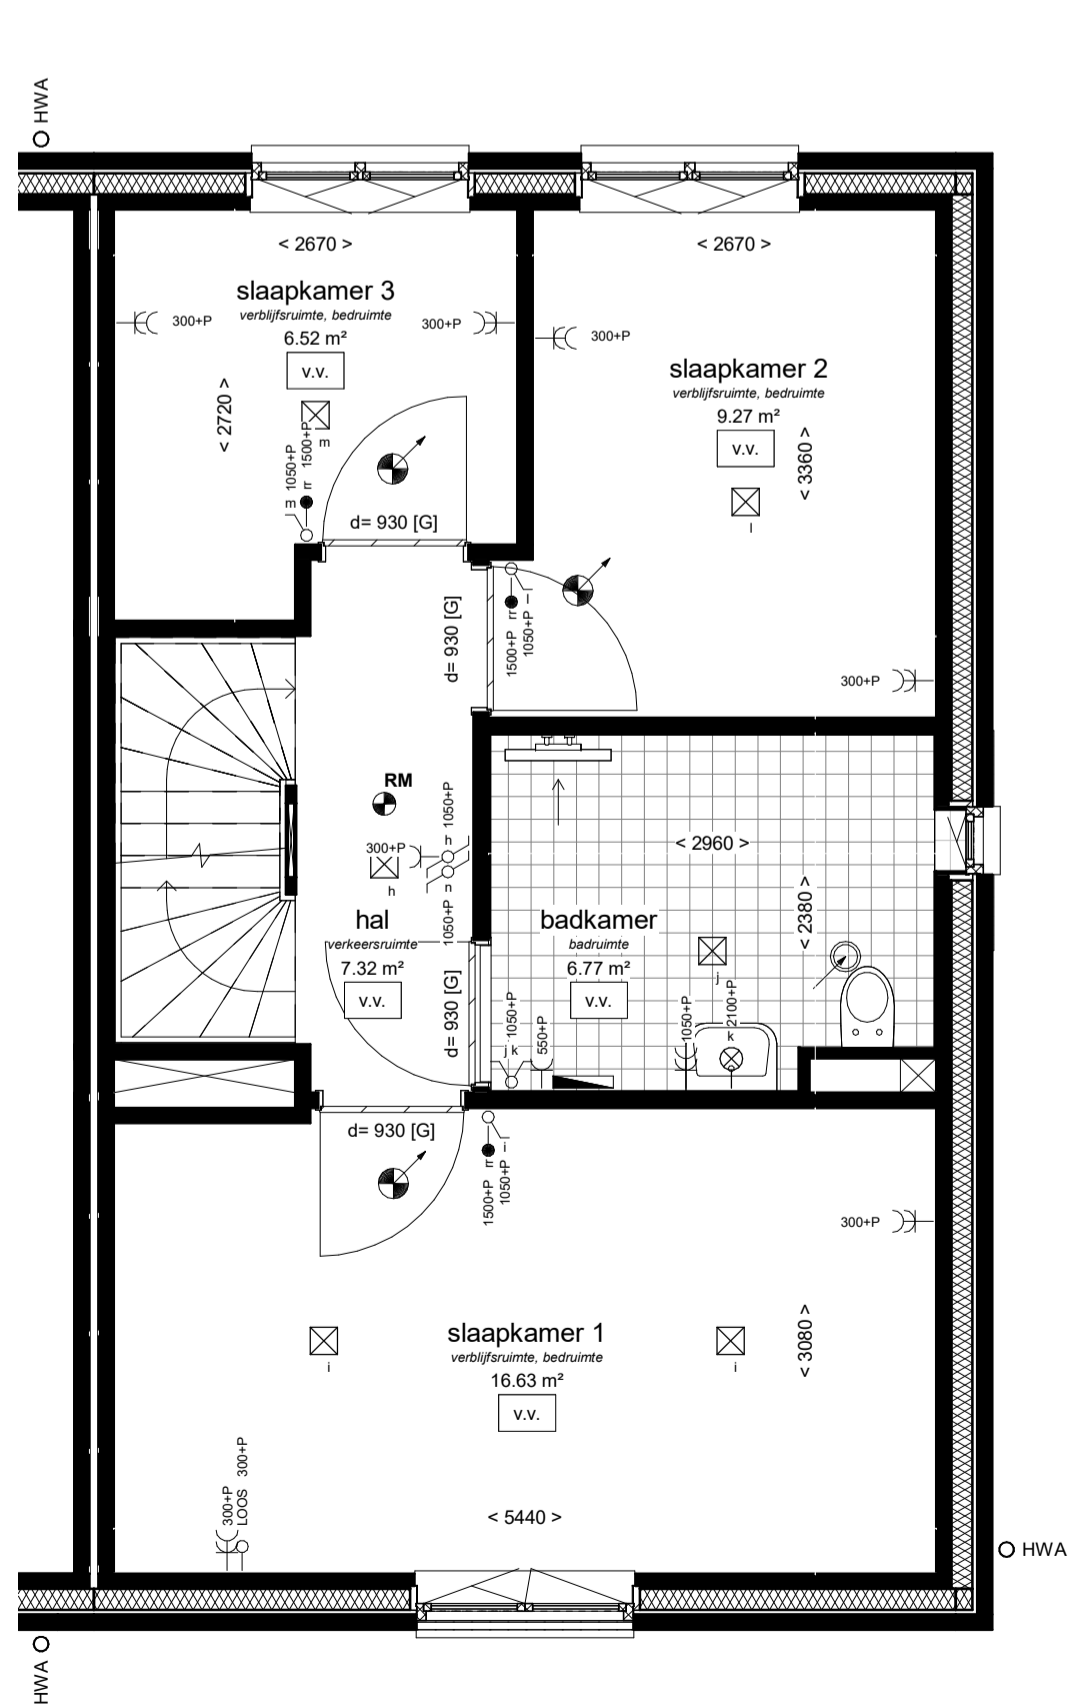 HWA
< 2670 >
< 2670 >
slaapkamer 3
verblijfsruimte, bedruimte
6.52 m²
v.v.
300+P
300+P
300+P
slaapkamer 2
verblijfsruimte, bedruimte
9.27 m²
v.v.
< 2720 >
< 3360 >
m
m
1050+P
rr
1500+P
l
d= 930 [G]
d= 930 [G]
1500+P
rr
1050+P
l
300+P
RM
1050+P
h
300+P
h
n
1050+P
< 2960 >
< 2380 >
hal
verkeersruimte
7.32 m²
v.v.
badkamer
badruimte
6.77 m²
v.v.
j
d= 930 [G]
1050+P
j k
550+P
1050+P
2100+P
k
d= 930 [G]
1500+P
rr
1050+P
i
300+P
slaapkamer 1
verblijfsruimte, bedruimte
16.63 m²
v.v.
i
i
< 3080 >
300+P
LOOS
300+P
< 5440 >
HWA
HWA